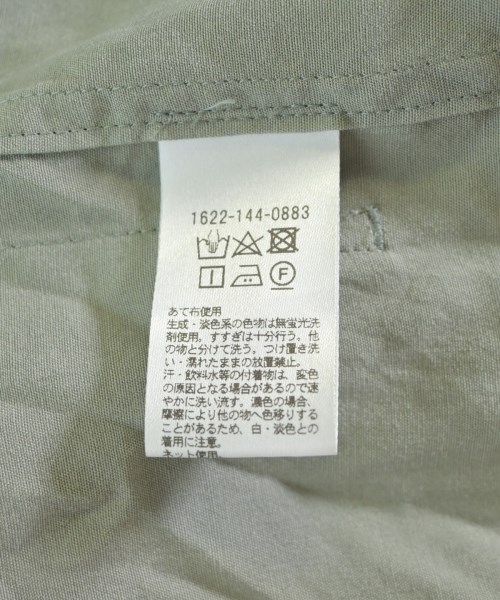 1622-144-0883
F
あて布使用
生成・淡色系の色物は無蛍光洗
剤使用。すすぎは十分行う。他
の物と分けて洗う。つけ置き洗
い・濡れたままの放置禁止。
汗・飲料水等の付着物は、変色
の原因となる場合があるので速
やかに洗い流す。濃色の場合、
摩擦により他の物へ色移りする
ことがあるため、白・淡色との
着用に注意。
ネット使用